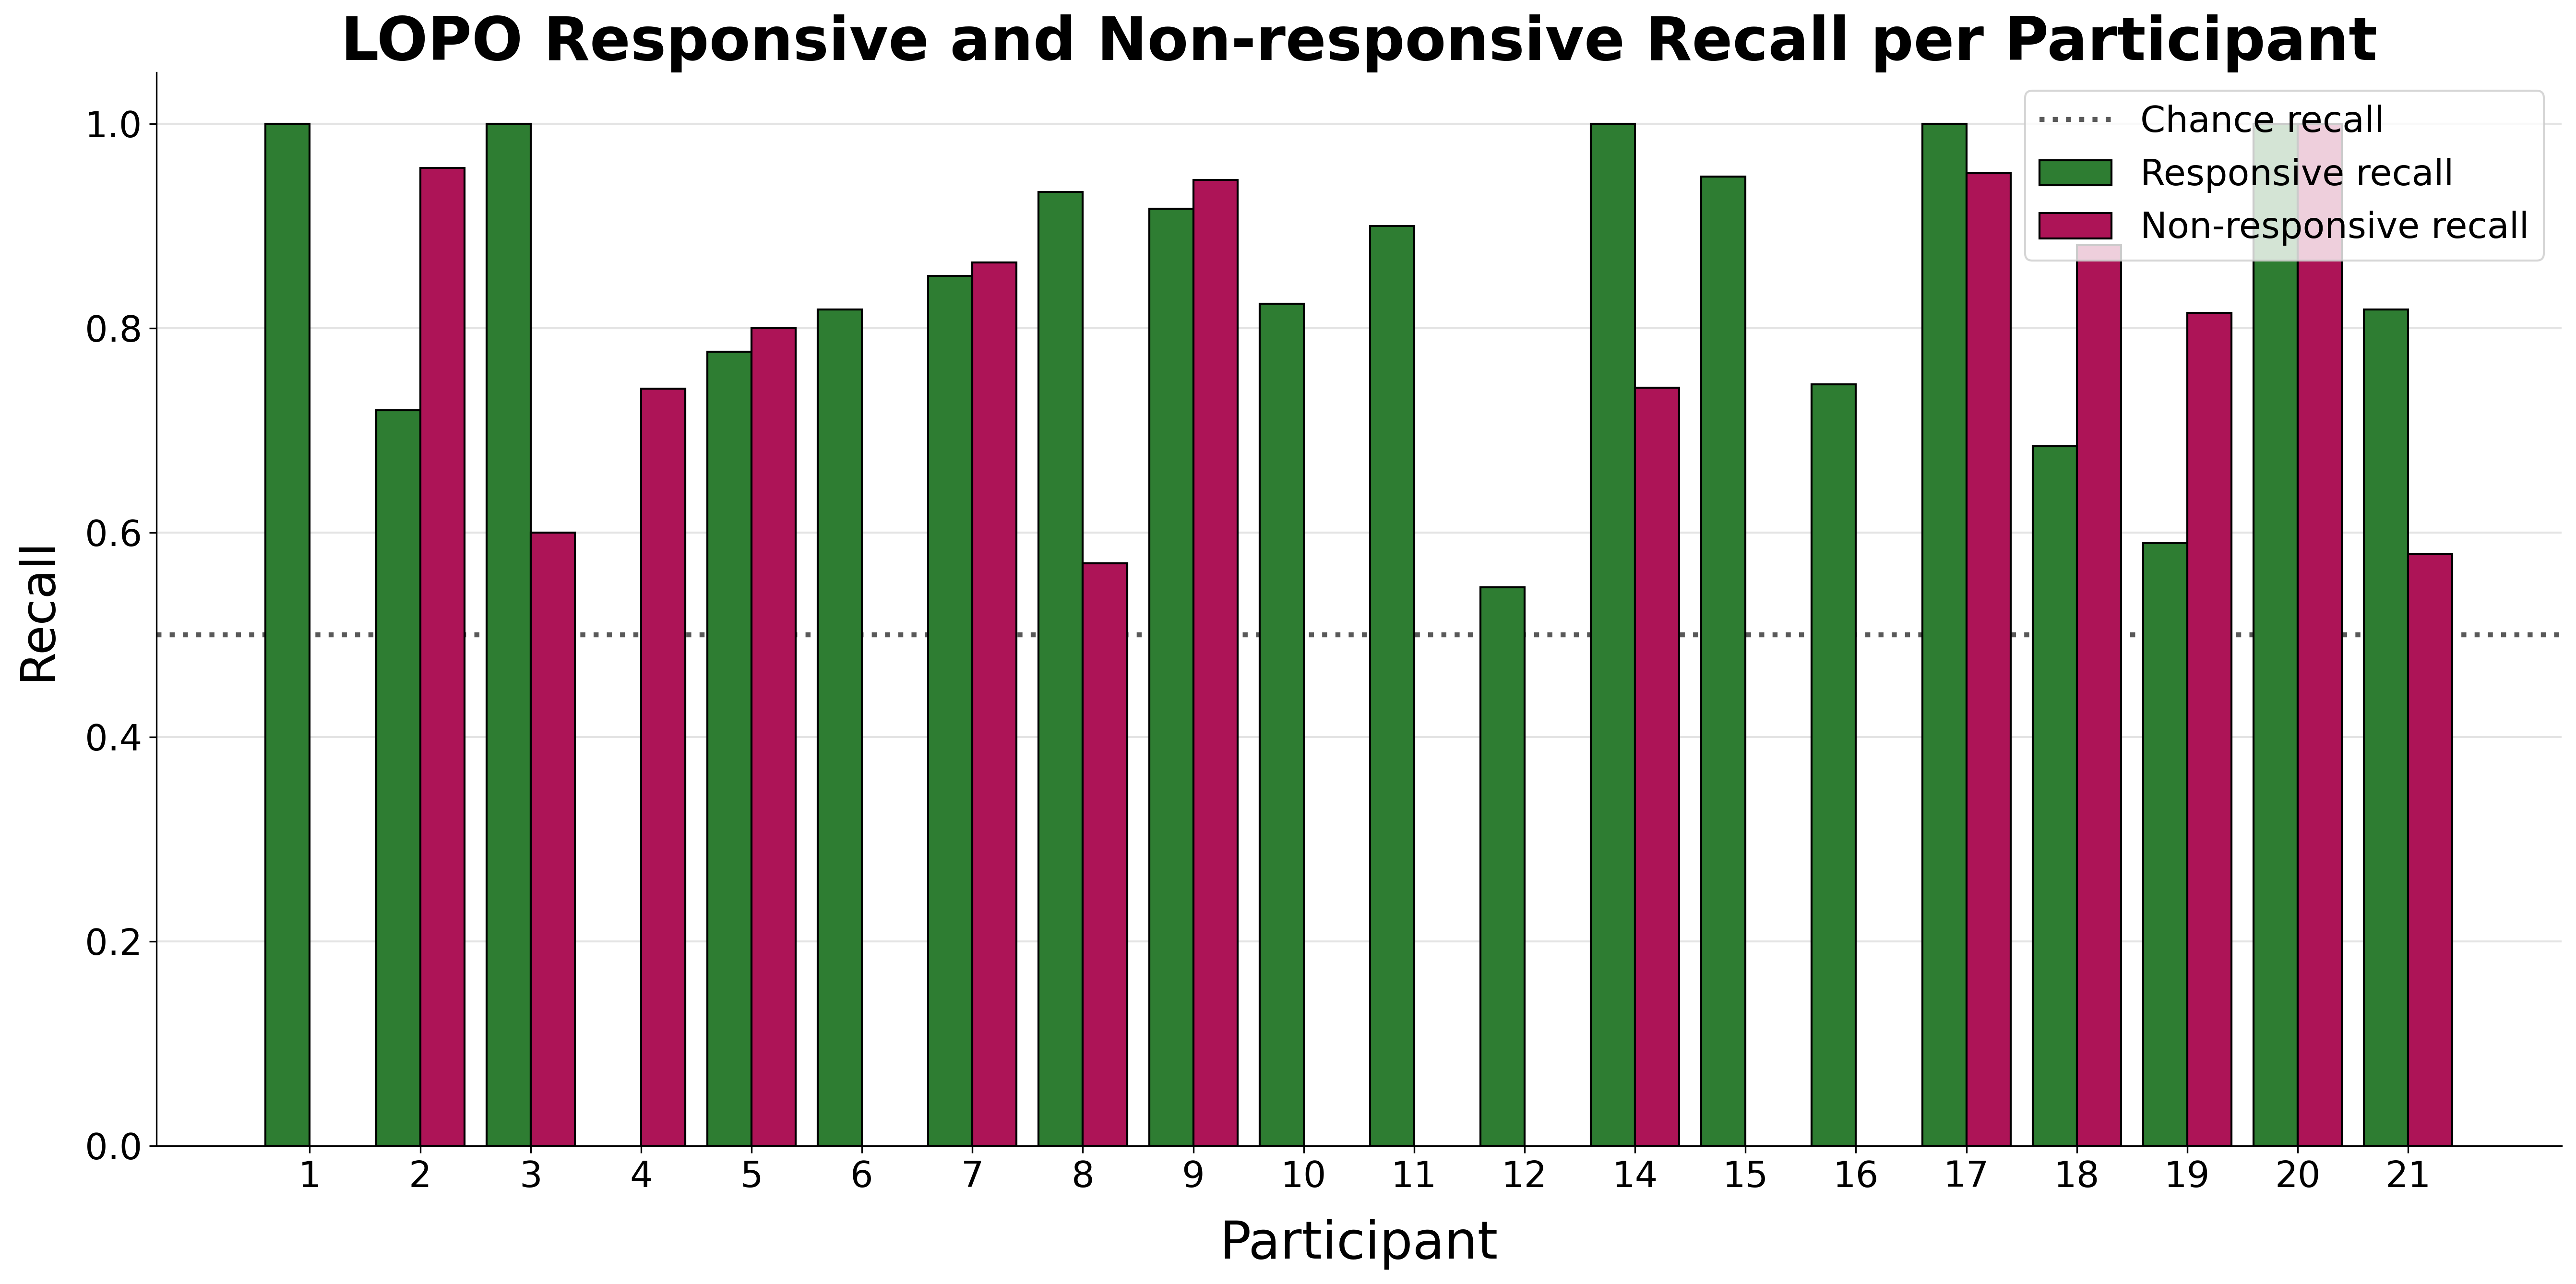 LOPO Responsive and Non-responsive Recall per Participant
Chance recall
Responsive recall
Non-responsive recall
Recall
1.0
0.8
0.6
0.4
0.2
0.0
1 2 3 4 5 6 7 8 9 10 11 12 14 15 16 17 18 19 20 21
Participant